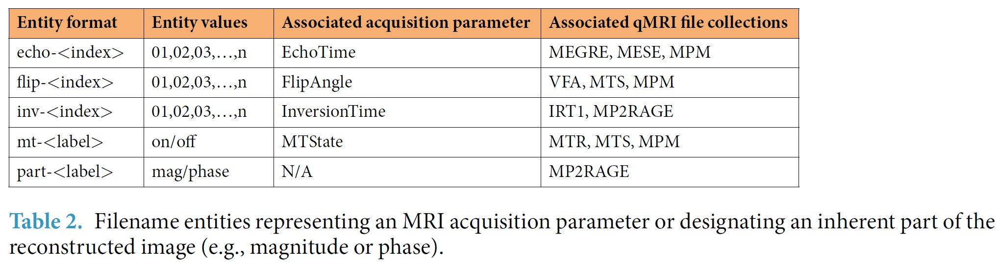 Entity format Entity values Associated acquisition parameter Associated qMRI file collections
echo-<index> 01,02,03,…,n EchoTime MEGRE, MESE, MPM
flip-<index> 01,02,03,…,n FlipAngle VFA, MTS, MPM
inv-<index> 01,02,03,…,n InversionTime IRT1, MP2RAGE
mt-<label> on/off MTState MTR, MTS, MPM
part-<label> mag/phase N/A MP2RAGE
Table 2. Filename entities representing an MRI acquisition parameter or designating an inherent part of the
reconstructed image (e.g., magnitude or phase).